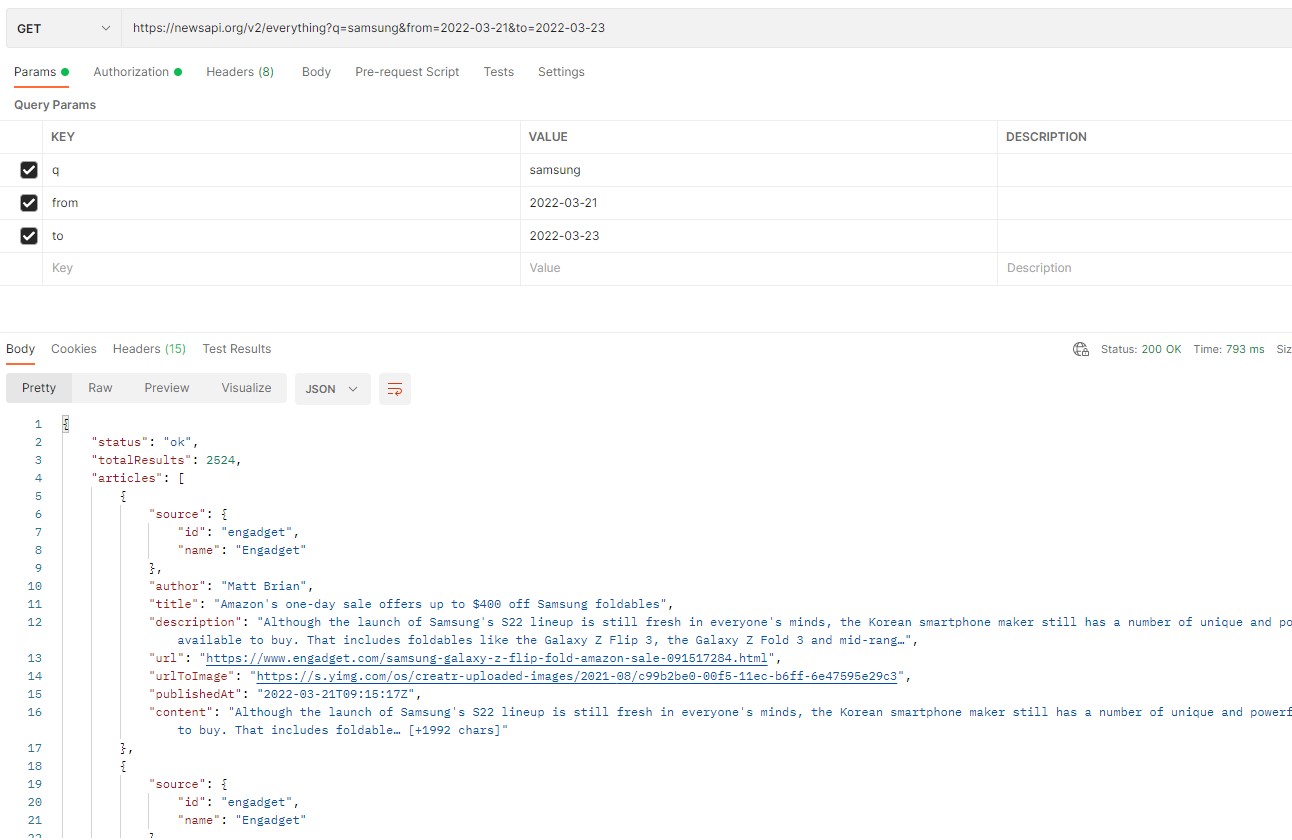 GET https://newsapi.org/v2/everything?q=samsung&from=2022-03-21&to=2022-03-23
Params Authorization Headers (8) Body Pre-request Script Tests Settings
Query Params
KEY VALUE DESCRIPTION
q samsung
from 2022-03-21
to 2022-03-23
Key Value Description
Body Cookies Headers (15) Test Results Status: 200 OK Time: 793 ms Siz
Pretty Raw Preview Visualize JSON
1 {
2 "status": "ok",
3 "totalResults": 2524,
4 "articles": [
5 {
6 "source": {
7 "id": "engadget",
8 "name": "Engadget"
9 },
10 "author": "Matt Brian",
11 "title": "Amazon's one-day sale offers up to $400 off Samsung foldables",
12 "description": "Although the launch of Samsung's S22 lineup is still fresh in everyone's minds, the Korean smartphone maker still has a number of unique and po
available to buy. That includes foldables like the Galaxy Z Flip 3, the Galaxy Z Fold 3 and mid-rang…",
13 "url": "https://www.engadget.com/samsung-galaxy-z-flip-fold-amazon-sale-091517284.html",
14 "urlToImage": "https://s.yimg.com/os/creatr-uploaded-images/2021-08/c99b2be0-00f5-11ec-b6ff-6e47595e29c3",
15 "publishedAt": "2022-03-21T09:15:17Z",
16 "content": "Although the launch of Samsung's S22 lineup is still fresh in everyone's minds, the Korean smartphone maker still has a number of unique and powerf
to buy. That includes foldable… [+1992 chars]"
17 },
18 {
19 "source": {
20 "id": "engadget",
21 "name": "Engadget"
22 }